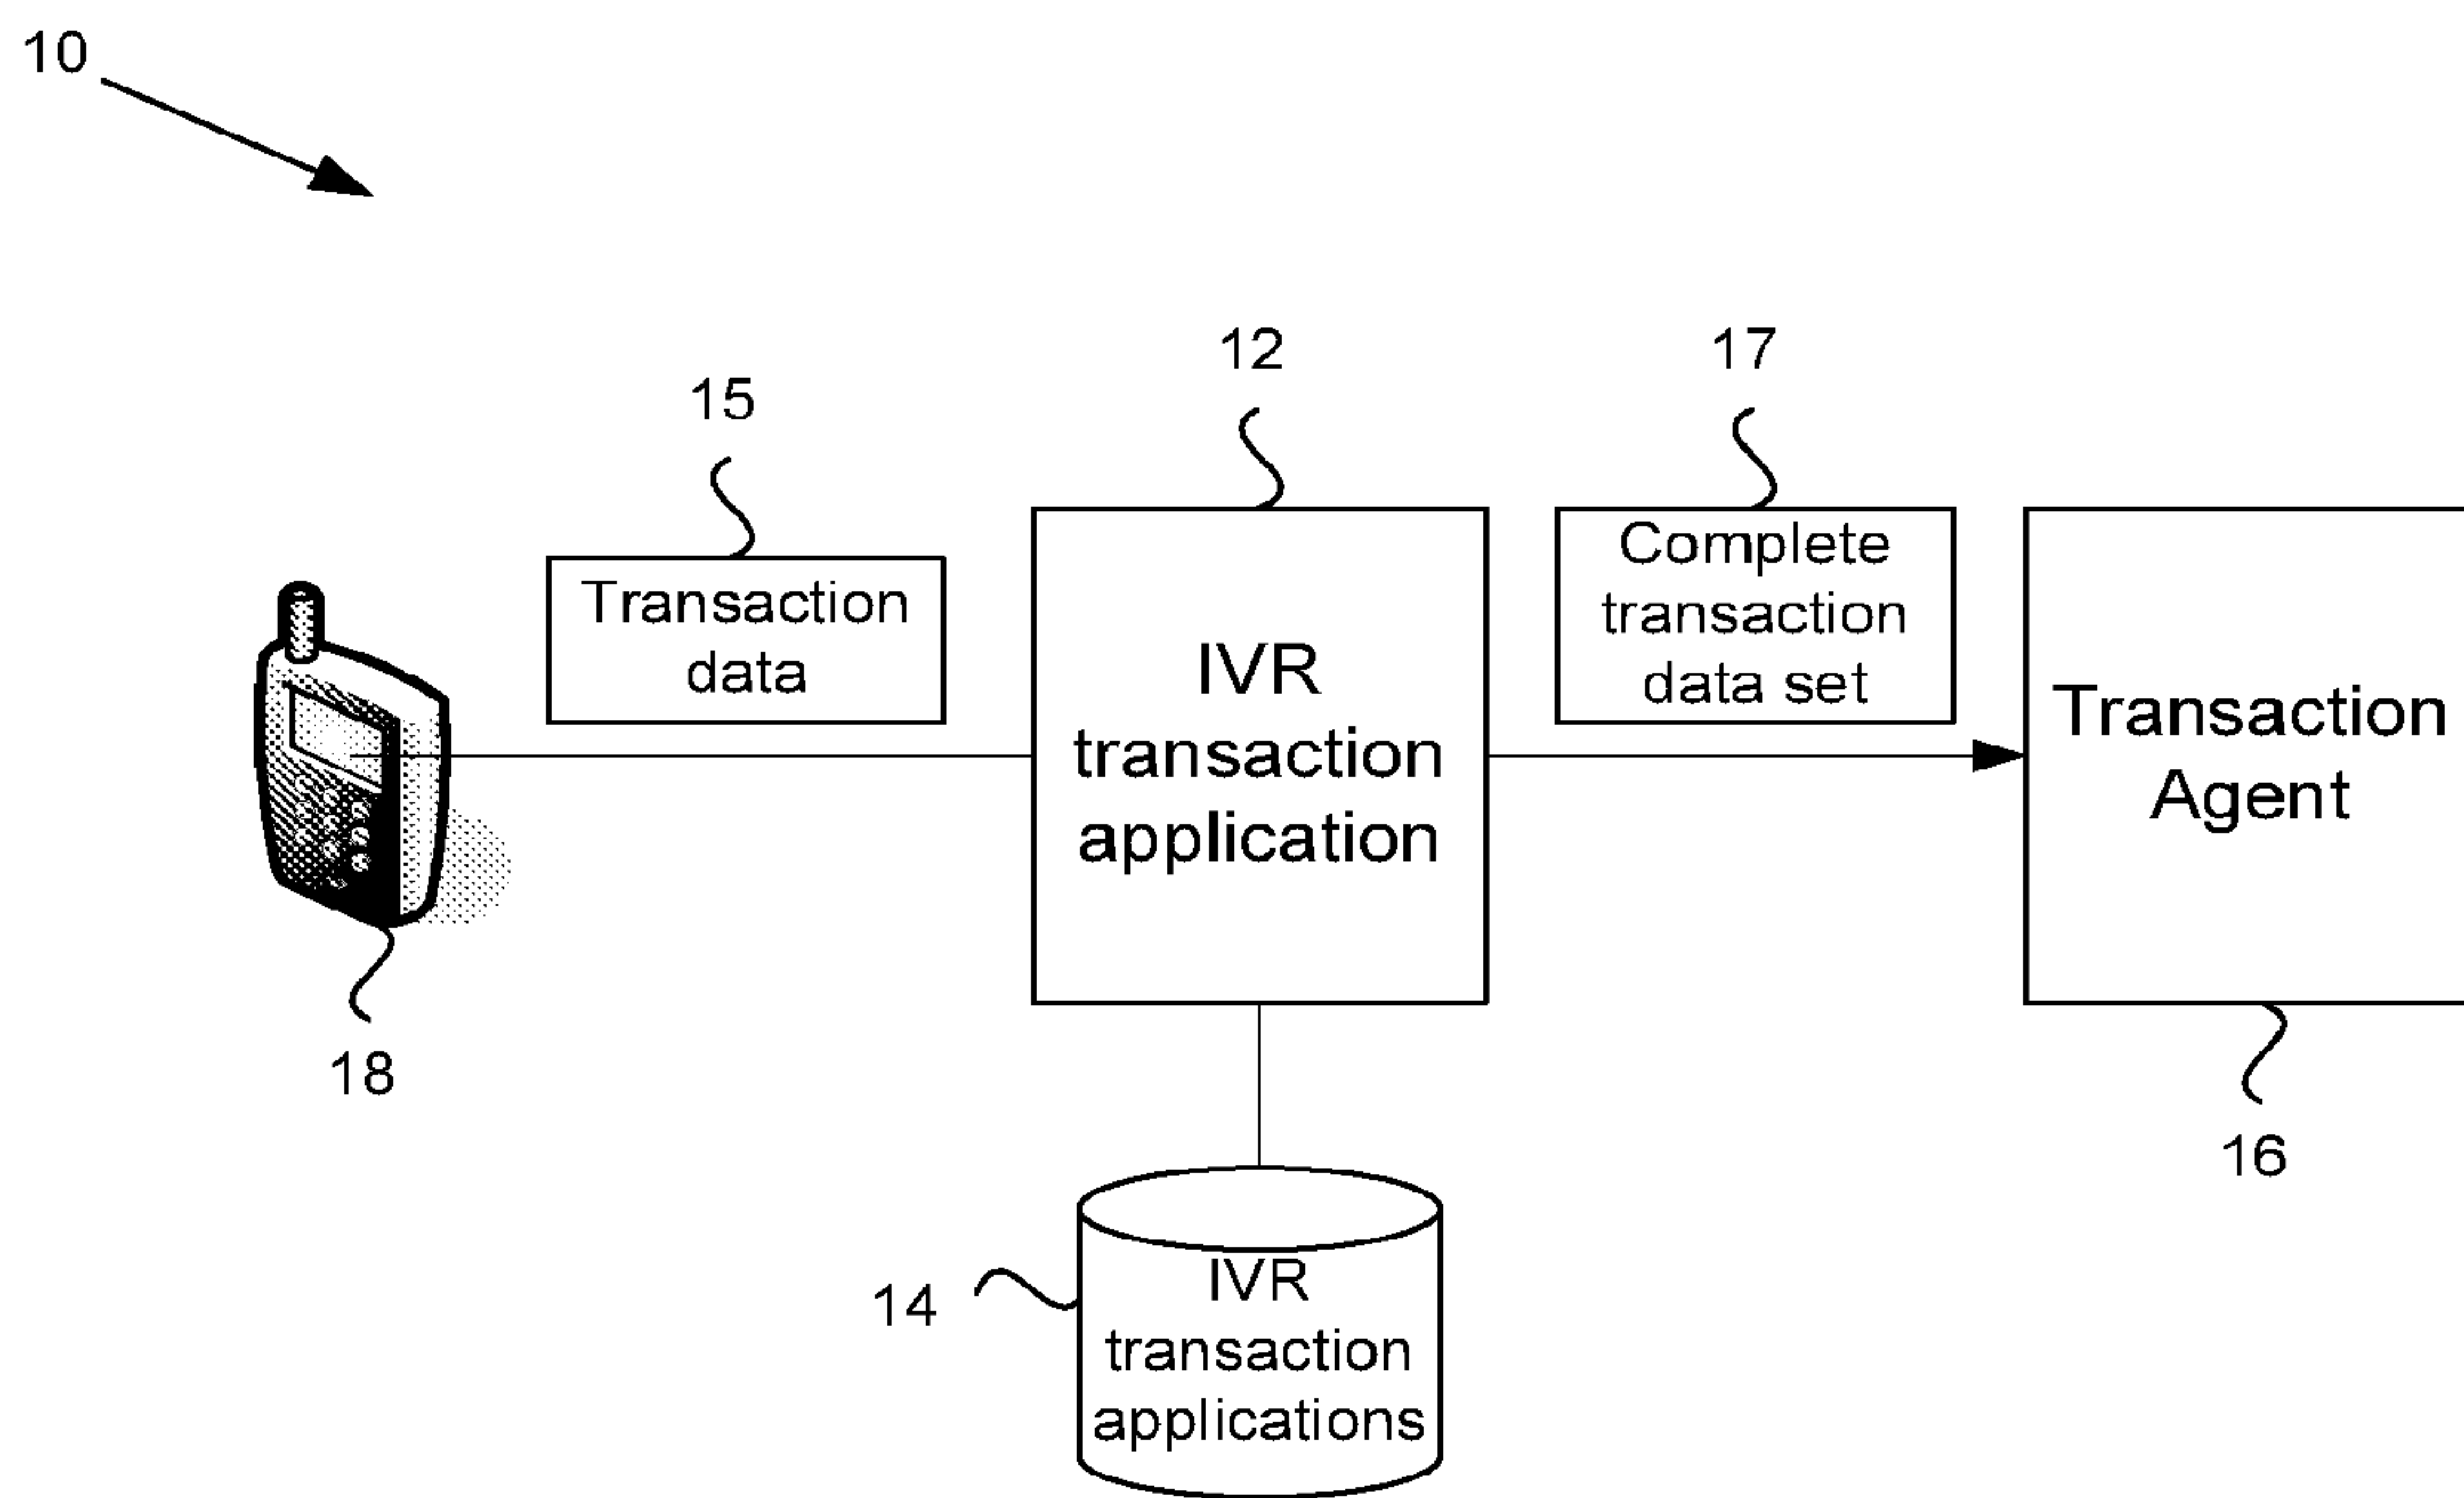 10
12
17
15
Transaction
data
IVR
transaction
application
Complete
transaction
data set
Transaction
Agent
18
16
14
IVR
transaction
applications